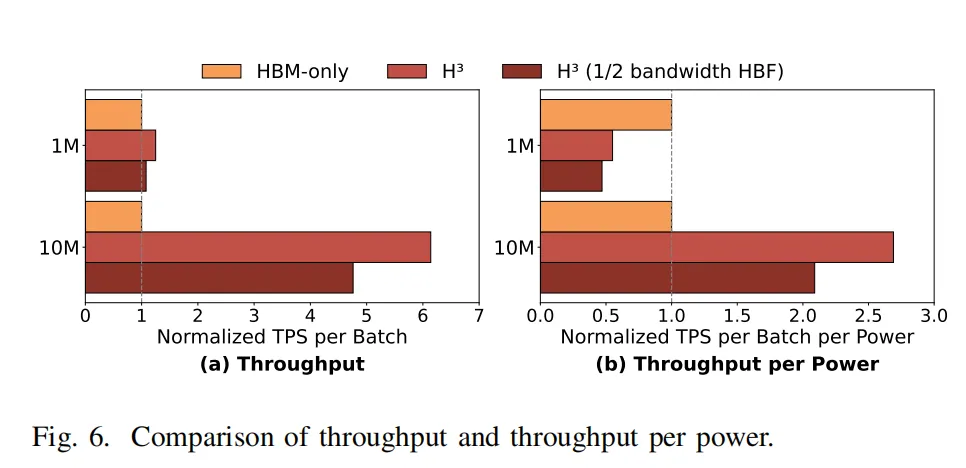 HBM-only H³ H³ (1/2 bandwidth HBF)
1M
10M
0 1 2 3 4 5 6 7
Normalized TPS per Batch
(a) Throughput
1M
10M
0.0 0.5 1.0 1.5 2.0 2.5 3.0
Normalized TPS per Batch per Power
(b) Throughput per Power
Fig. 6. Comparison of throughput and throughput per power.